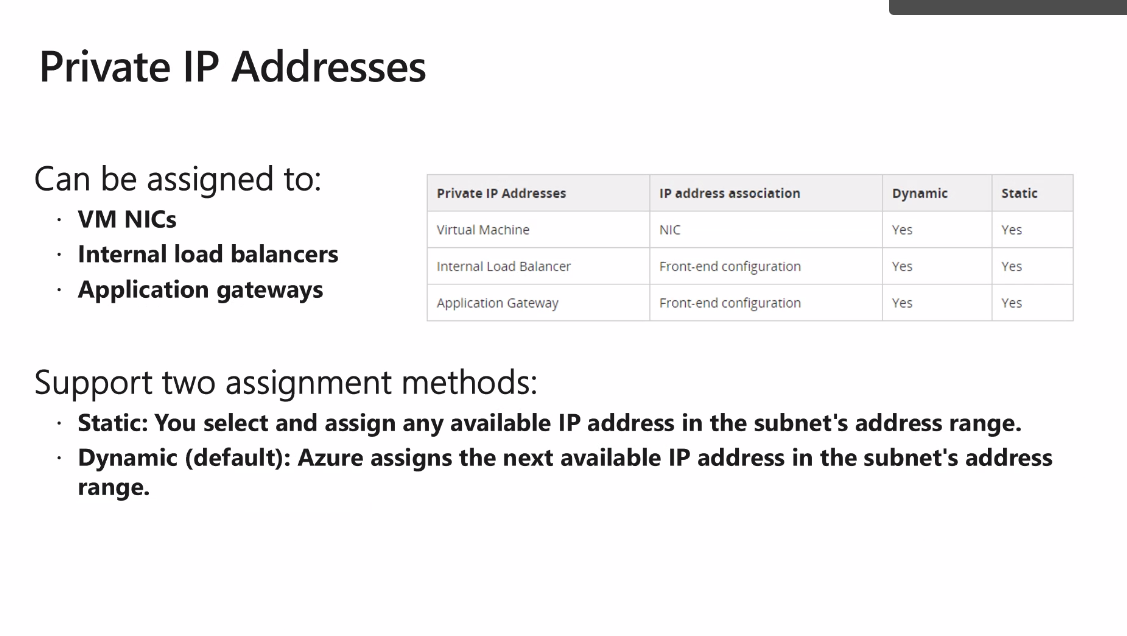 Private IP Addresses
Can be assigned to:
· VM NICs
· Internal load balancers
· Application gateways
Private IP Addresses IP address association Dynamic Static
Virtual Machine NIC Yes Yes
Internal Load Balancer Front-end configuration Yes Yes
Application Gateway Front-end configuration Yes Yes
Support two assignment methods:
· Static: You select and assign any available IP address in the subnet's address range.
· Dynamic (default): Azure assigns the next available IP address in the subnet's address
range.